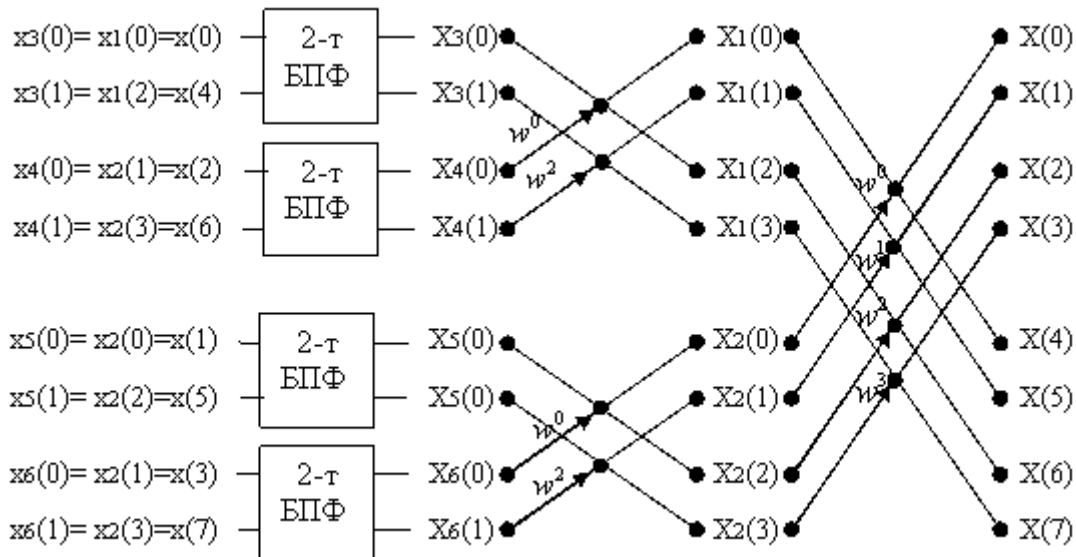 x3(0)= x1(0)=x(0) 2-т X3(0) X1(0) X(0)
БПФ
x3(1)= x1(2)=x(4) X3(1) X1(1) X(1)
w⁰
x4(0)= x2(1)=x(2) 2-т X4(0) X1(2) w⁰ X(2)
w²
БПФ
x4(1)= x2(3)=x(6) X4(1) X1(3) X(3)
w¹
w²
x5(0)= x2(0)=x(1) 2-т X5(0) X2(0) X(4)
БПФ
w³
x5(1)= x2(2)=x(5) X5(0) X2(1) X(5)
w⁰
x6(0)= x2(1)=x(3) 2-т X6(0) X2(2) X(6)
w²
БПФ
x6(1)= x2(3)=x(7) X6(1) X2(3) X(7)